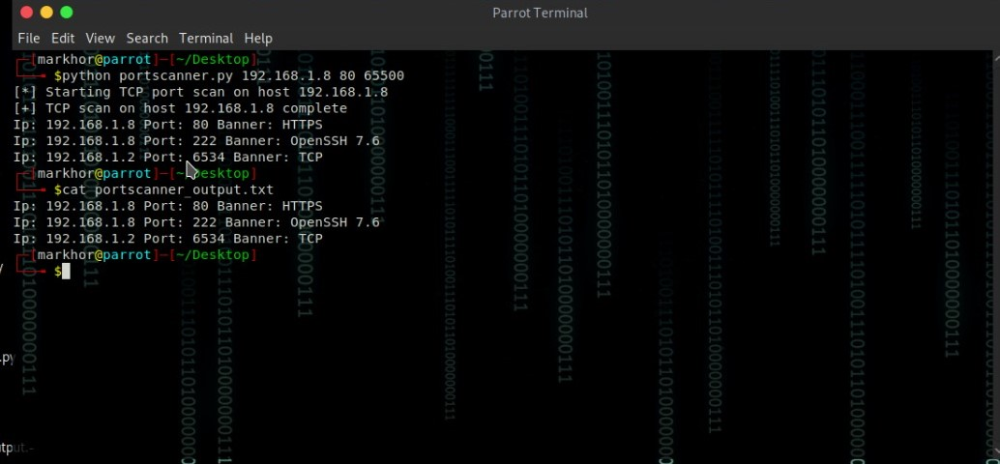 Parrot Terminal
File Edit View Search Terminal Help
[markhor@parrot]─[~/Desktop]
$python portscanner.py 192.168.1.8 80 65500
[*] Starting TCP port scan on host 192.168.1.8
[+] TCP scan on host 192.168.1.8 complete
Ip: 192.168.1.8 Port: 80 Banner: HTTPS
Ip: 192.168.1.8 Port: 222 Banner: OpenSSH 7.6
Ip: 192.168.1.2 Port: 6534 Banner: TCP
[markhor@parrot]─[~/Desktop]
$cat portscanner_output.txt
Ip: 192.168.1.8 Port: 80 Banner: HTTPS
Ip: 192.168.1.8 Port: 222 Banner: OpenSSH 7.6
Ip: 192.168.1.2 Port: 6534 Banner: TCP
[markhor@parrot]─[~/Desktop]
$